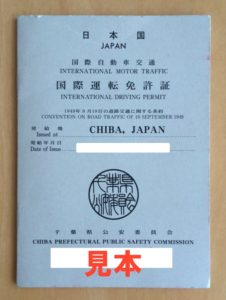 日本国
JAPAN
国際自動車交通
INTERNATIONAL MOTOR TRAFFIC
国際運転免許証
INTERNATIONAL DRIVING PERMIT
1949年9月19日の道路交通に関する条約
CONVENTION ON ROAD TRAFFIC OF 19 SEPTEMBER 1949
発給地
Issued at
CHIBA, JAPAN
発給年月日
Date of Issue
千葉県公安委員会
CHIBA PREFECTURAL PUBLIC SAFETY COMMISSION
見本